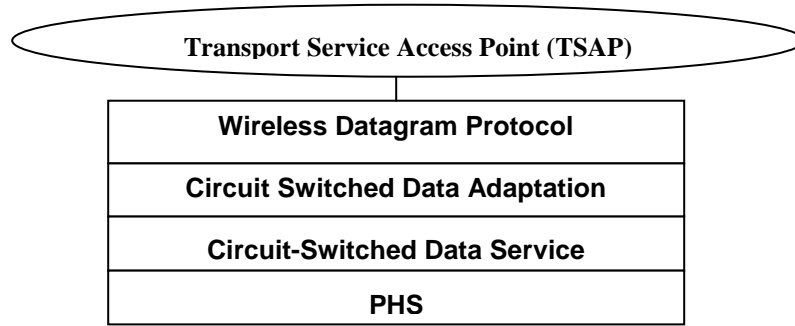 Transport Service Access Point (TSAP)
Wireless Datagram Protocol
Circuit Switched Data Adaptation
Circuit-Switched Data Service
PHS